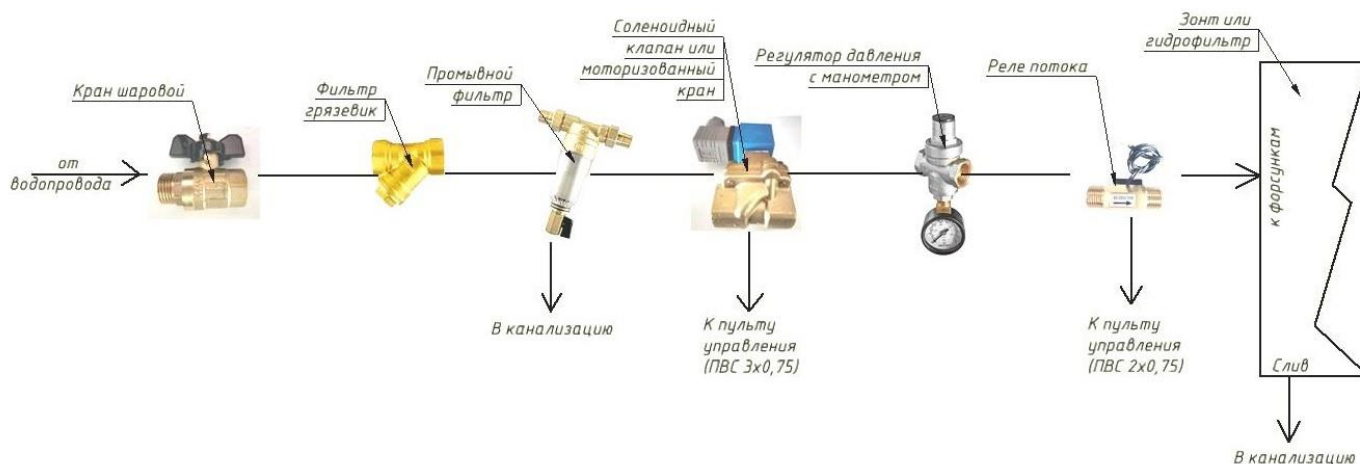 от
водопровода
Кран шаровой
Фильтр
грязевик
Промывной
фильтр
В канализацию
Соленоидный
клапан или
моторизованный
кран
К пульту
управления
(ПВС 3х0,75)
Регулятор давления
с манометром
Реле потока
К пульту
управления
(ПВС 2х0,75)
Зонт или
гидрофильтр
к форсункам
Слив
В канализацию